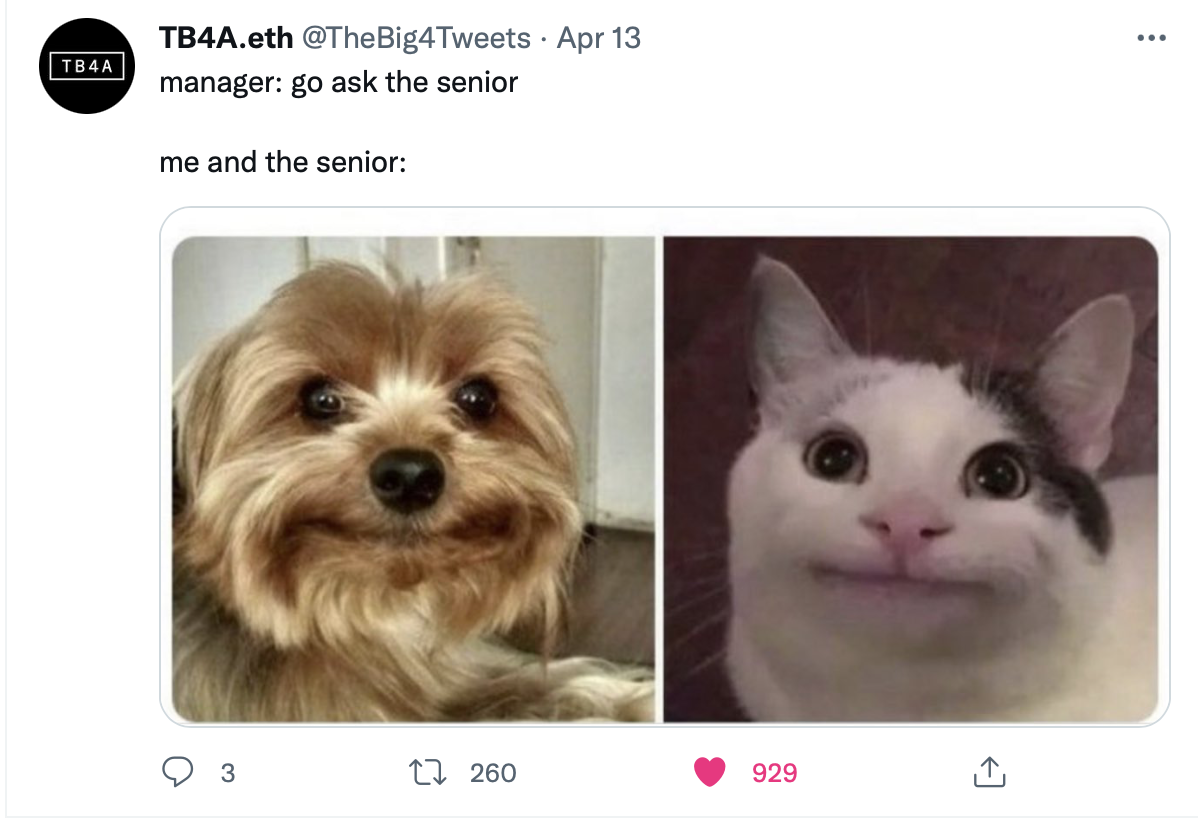 TB4A
TB4A.eth @TheBig4Tweets · Apr 13
manager: go ask the senior
me and the senior:
3 260 929